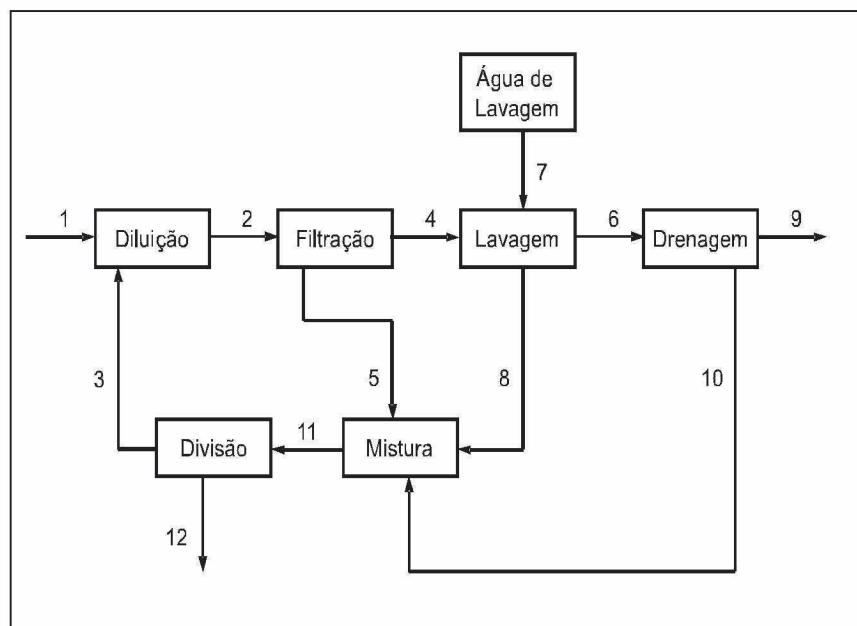 Água de
Lavagem
7
1
Diluição
2
Filtração
4
Lavagem
6
Drenagem
9
3
5
8
10
Divisão
11
Mistura
12